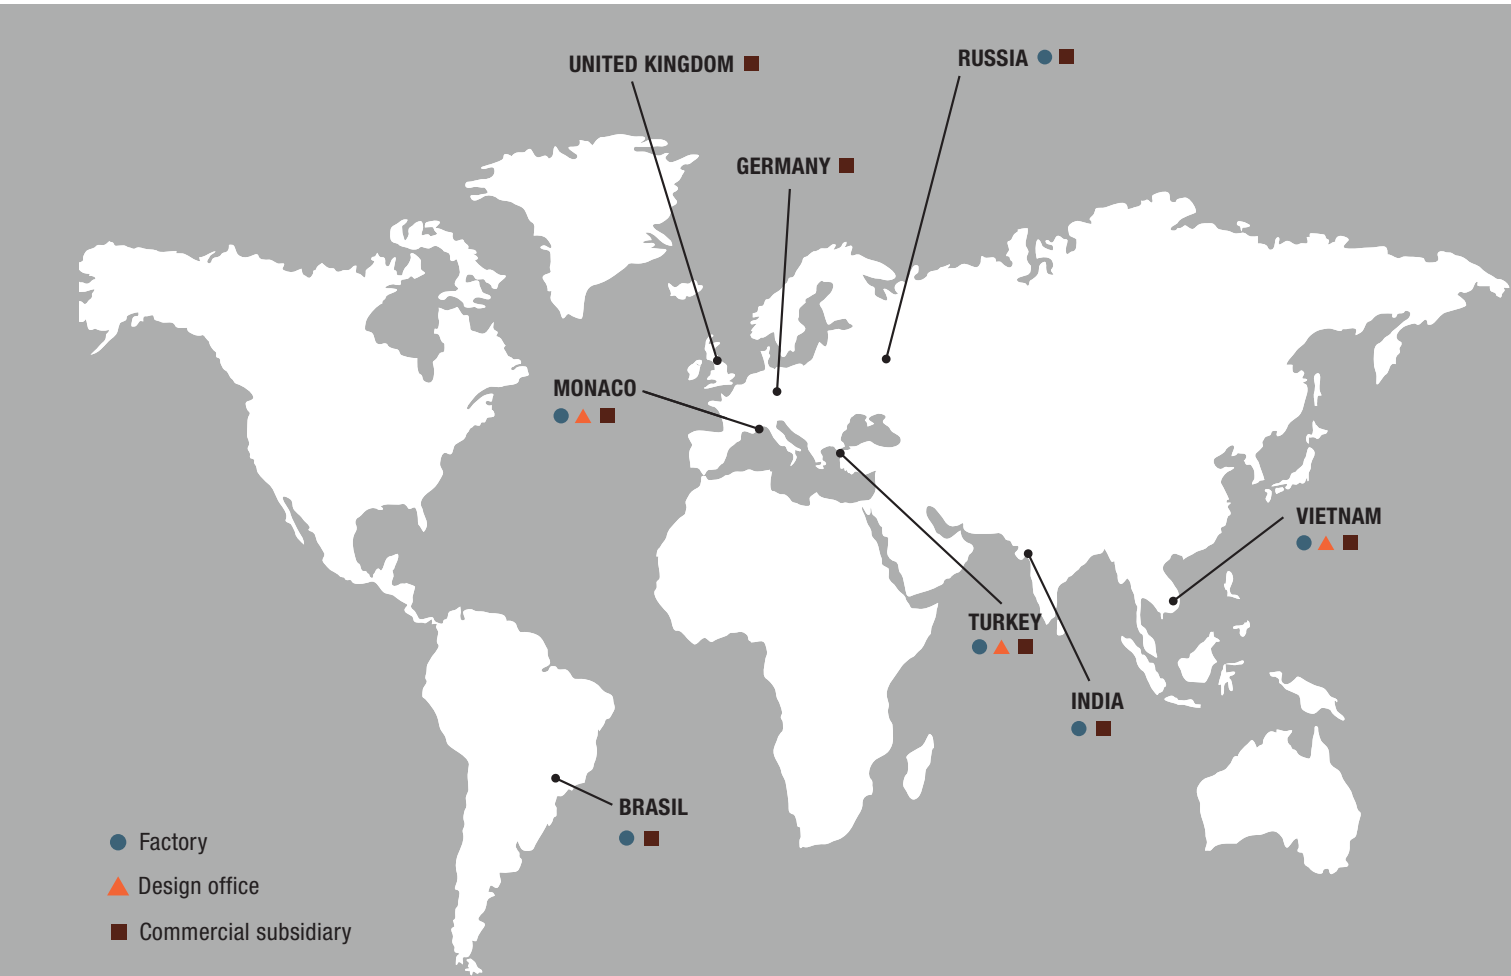 UNITED KINGDOM
RUSSIA
GERMANY
MONACO
VIETNAM
TURKEY
INDIA
BRASIL
Factory
Design office
Commercial subsidiary